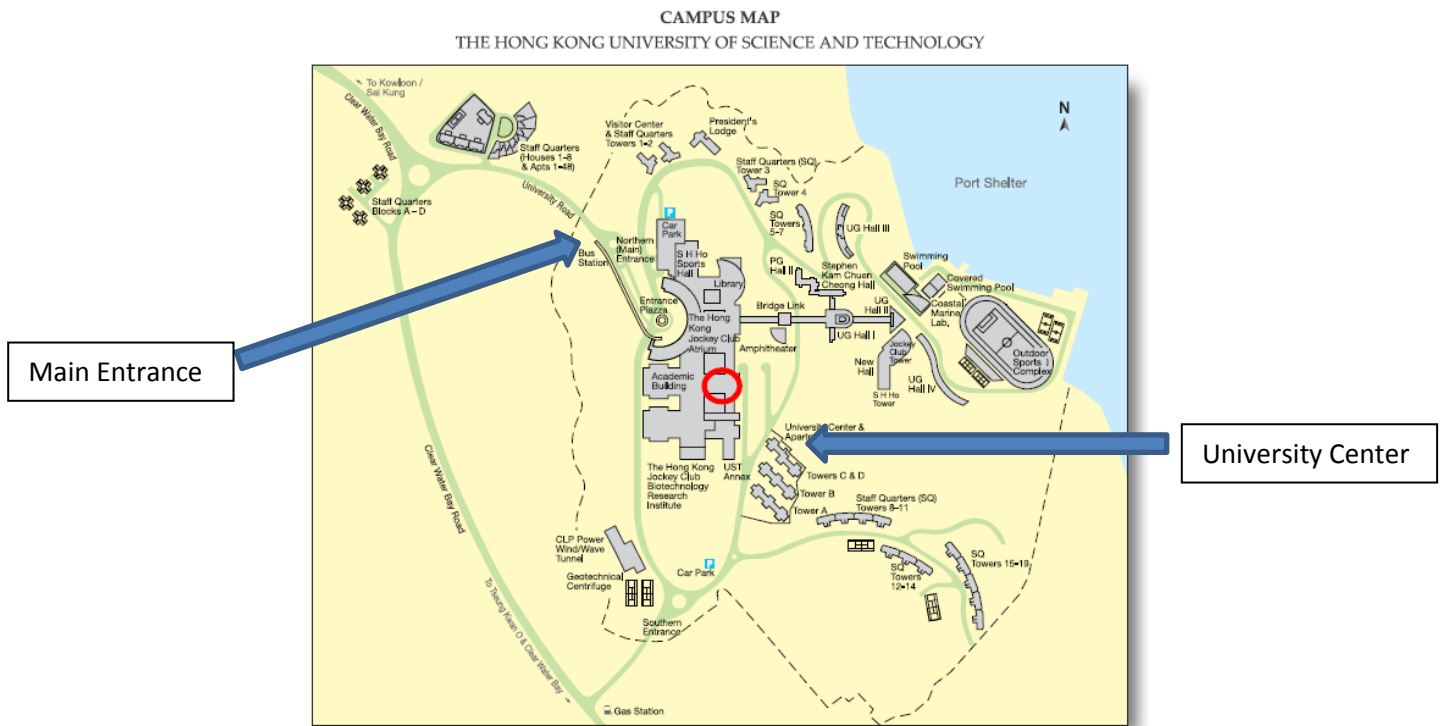 CAMPUS MAP
THE HONG KONG UNIVERSITY OF SCIENCE AND TECHNOLOGY
To Kowloon /
Sai Kung
Clear Water Bay Road
Staff Quarters
(Houses 1-8
& Apts 1-48)
Visitor Center
& Staff Quarters
Towers 1-2
President's
Lodge
N
Staff Quarters (SQ)
Tower 3
SQ
Tower 4
Port Shelter
Staff Quarters
Blocks A-D
University Road
P
Car
Park
SQ
Towers
5-7
UG Hall III
Northern
(Main)
Entrance
Bus
Station
S H Ho
Sports
Hall
Library
PG
Hall II
Stephen
Kam Chuen
Cheong Hall
Swimming
Pool
Covered
Swimming Pool
Entrance
Piazza
The Hong
Kong
Jockey Club
Atrium
Bridge Link
UG
Hall II
Coastal
Marine
Lab.
UG Hall I
Amphitheater
Jockey
Club
Tower
New
Hall
Outdoor
Sports
Complex
Main Entrance
Academic
Building
S H Ho
Tower
UG
Hall IV
University Center &
University Center
The Hong Kong
Jockey Club
Biotechnology
Research
Institute
UST
Annex
Towers C & D
Tower B
Tower A
Staff Quarters (SQ)
Towers 8-11
Clear Water Bay Road
CLP Power
Wind/Wave
Tunnel
Geotechnical
Centrifuge
P
Car Park
SQ
Towers
12-14
SQ
Towers 15-19
Southern
Entrance
To Tseung Kwan O & Clear Water Bay
Gas Station